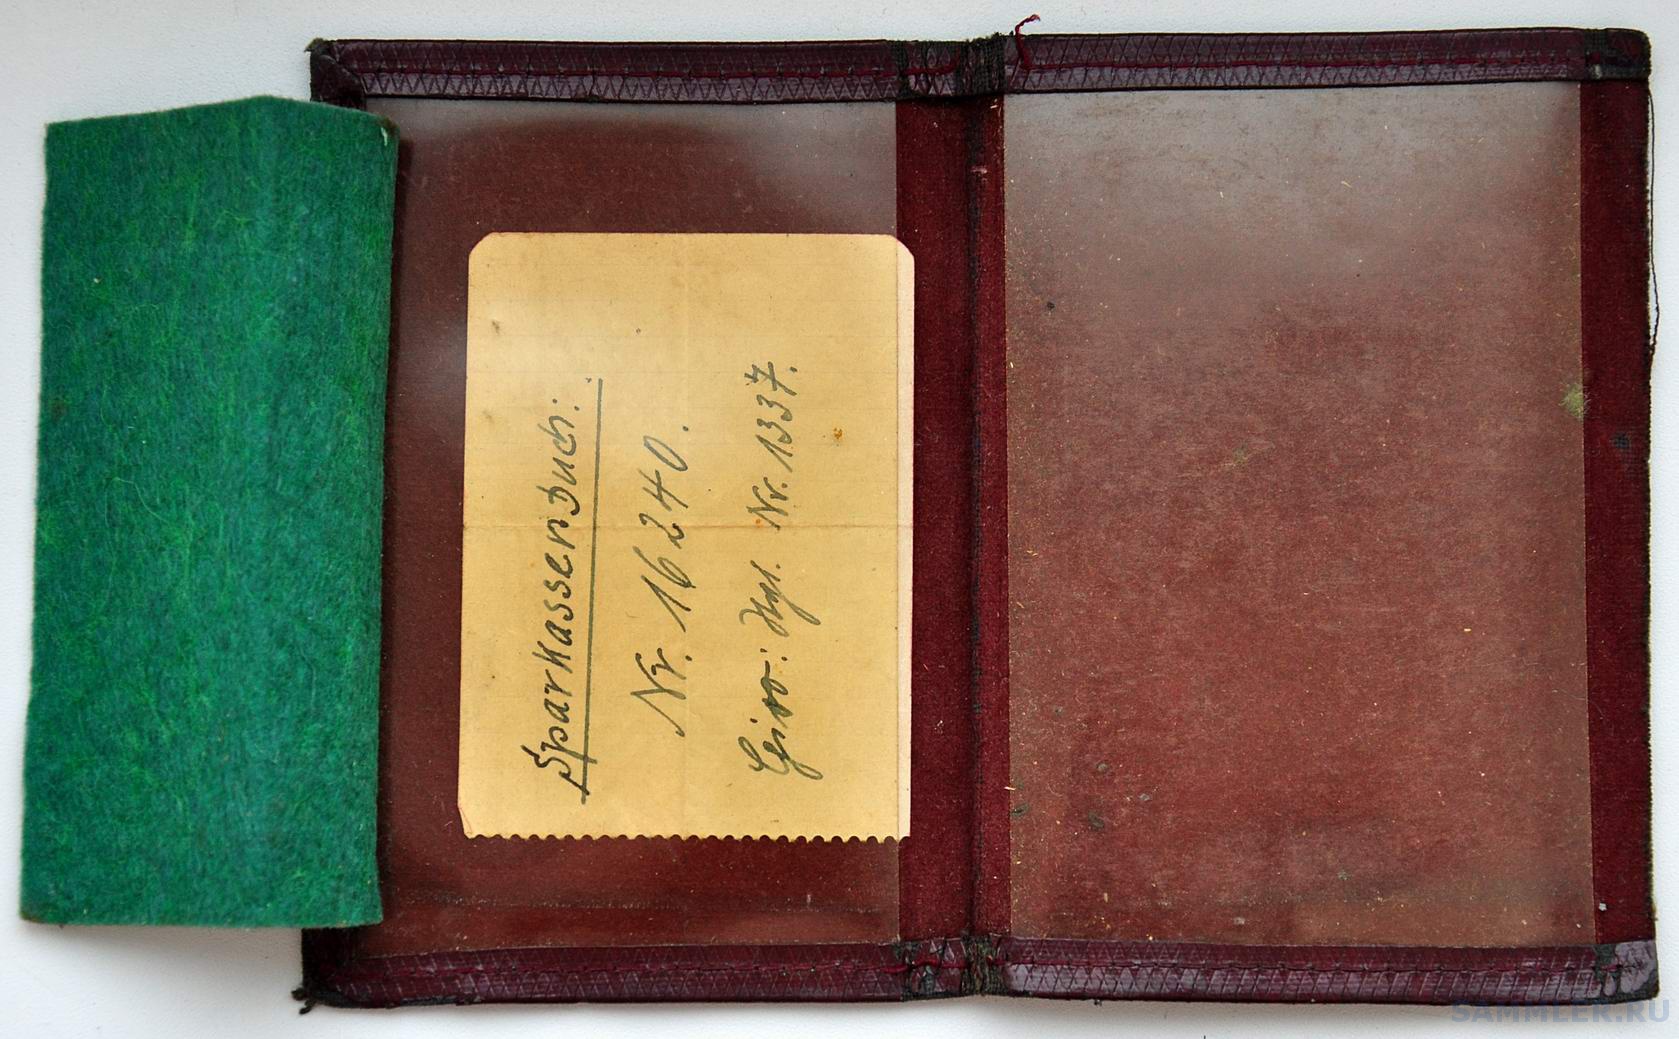 Sparkassenbuch:
Nr. 16240.
Giro: Nr. 1337.
SAMMLER.RU